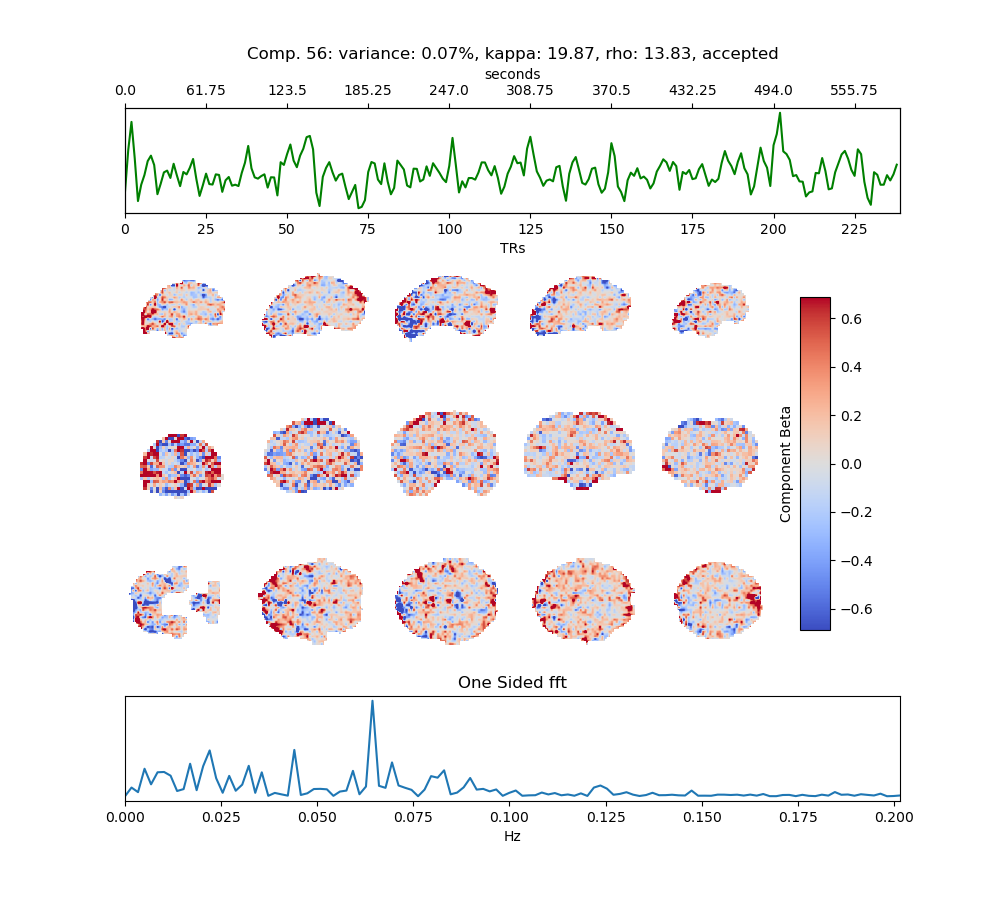 Comp. 56: variance: 0.07%, kappa: 19.87, rho: 13.83, accepted
seconds
0.0 61.75 123.5 185.25 247.0 308.75 370.5 432.25 494.0 555.75
0 25 50 75 100 125 150 175 200 225
TRs
0.6
0.4
0.2
0.0
−0.2
−0.4
−0.6
Component Beta
One Sided fft
0.000 0.025 0.050 0.075 0.100 0.125 0.150 0.175 0.200
Hz